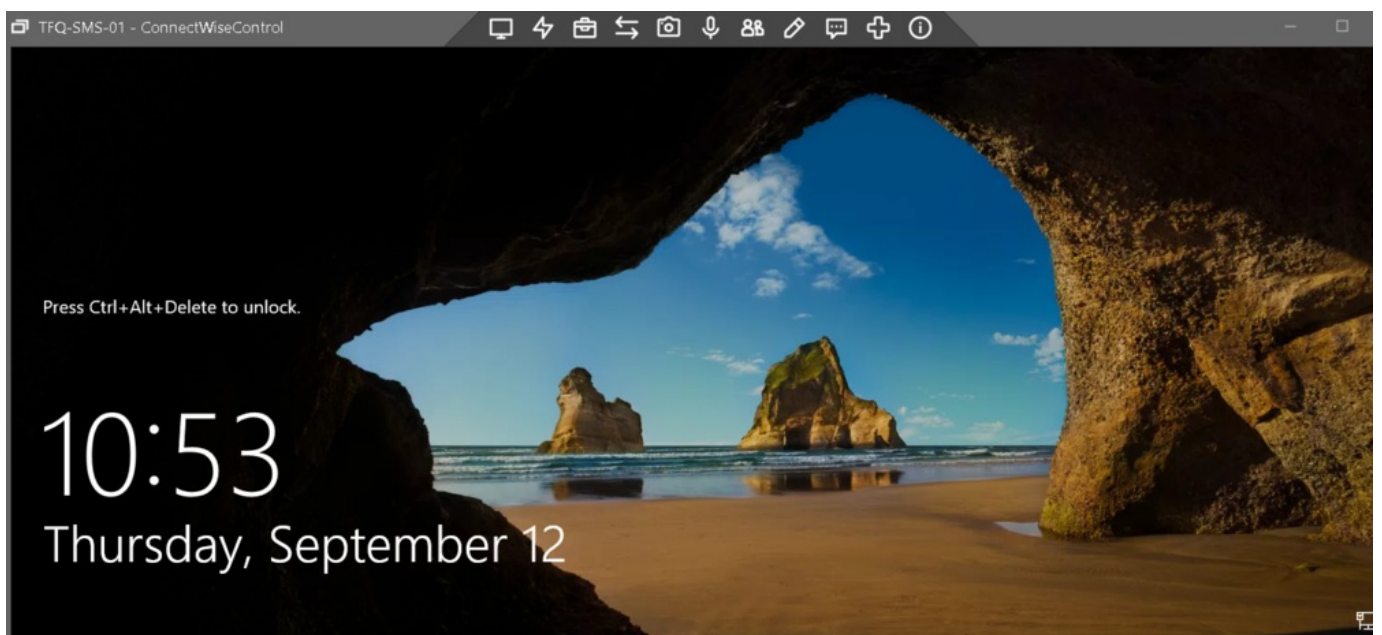 TFQ-SMS-01 - ConnectWiseControl
Press Ctrl+Alt+Delete to unlock.
10:53
Thursday, September 12